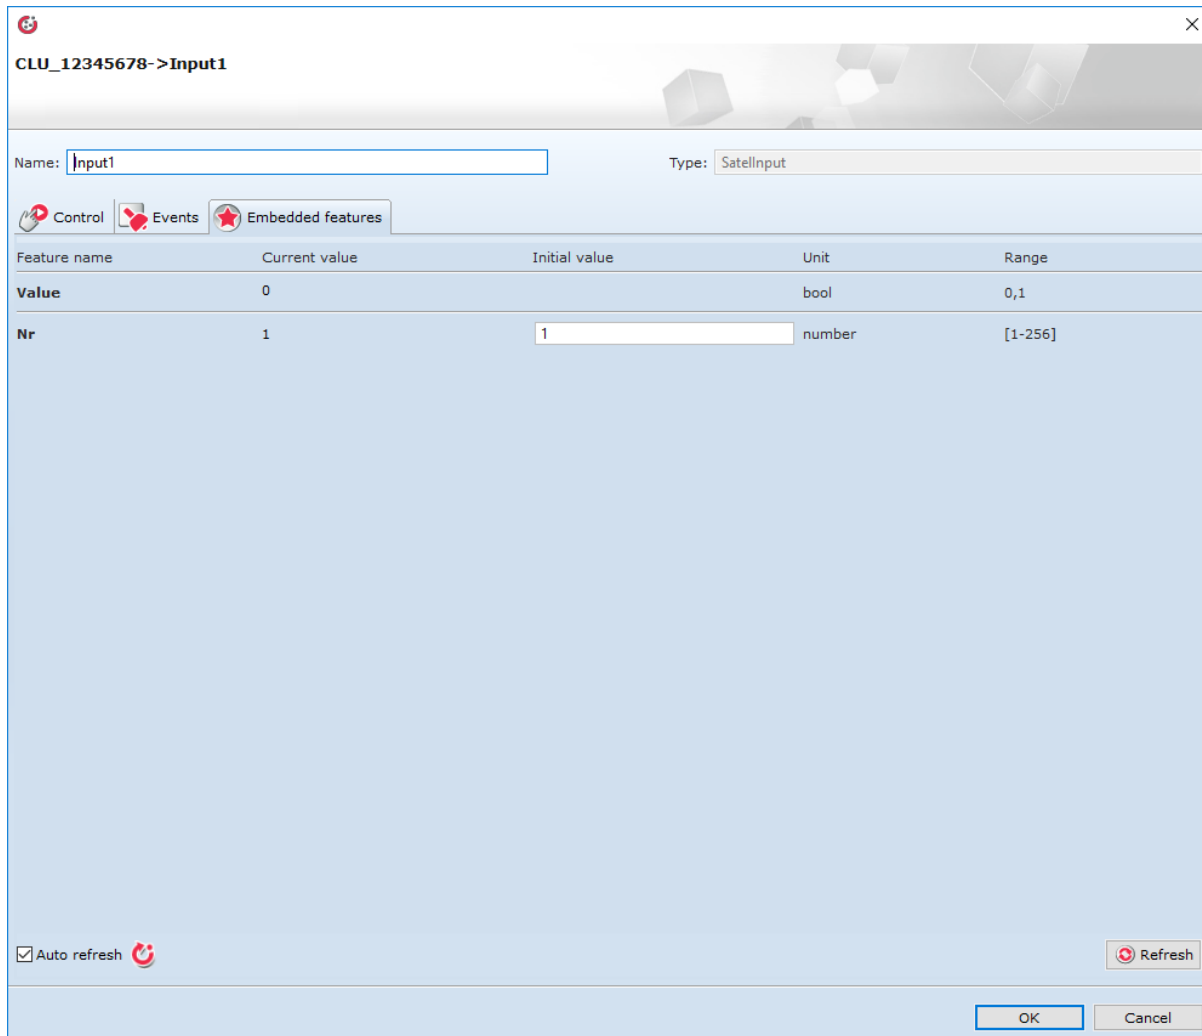 CLU_12345678->Input1
Name: Input1 Type: SatelInput
Control Events Embedded features
Feature name Current value Initial value Unit Range
Value 0 bool 0,1
Nr 1 1 number [1-256]
Auto refresh Refresh
OK Cancel